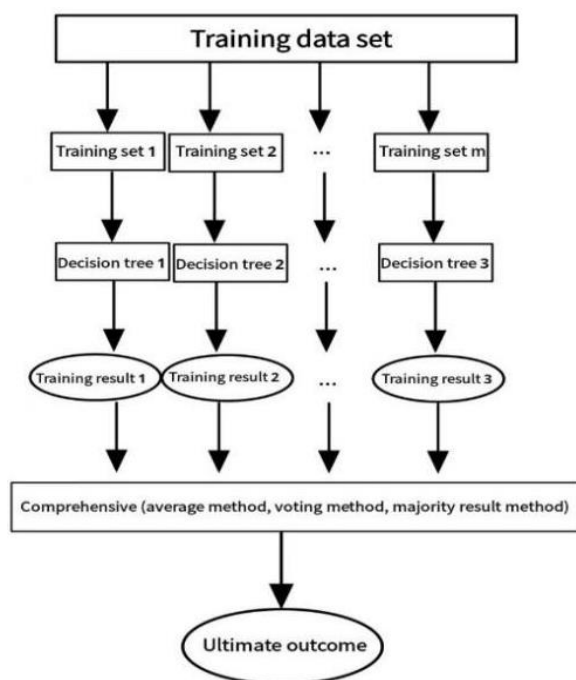 Training data set
Training set 1 Training set 2 ... Training set m
Decision tree 1 Decision tree 2 ... Decision tree 3
Training result 1 Training result 2 ... Training result 3
Comprehensive (average method, voting method, majority result method)
Ultimate outcome